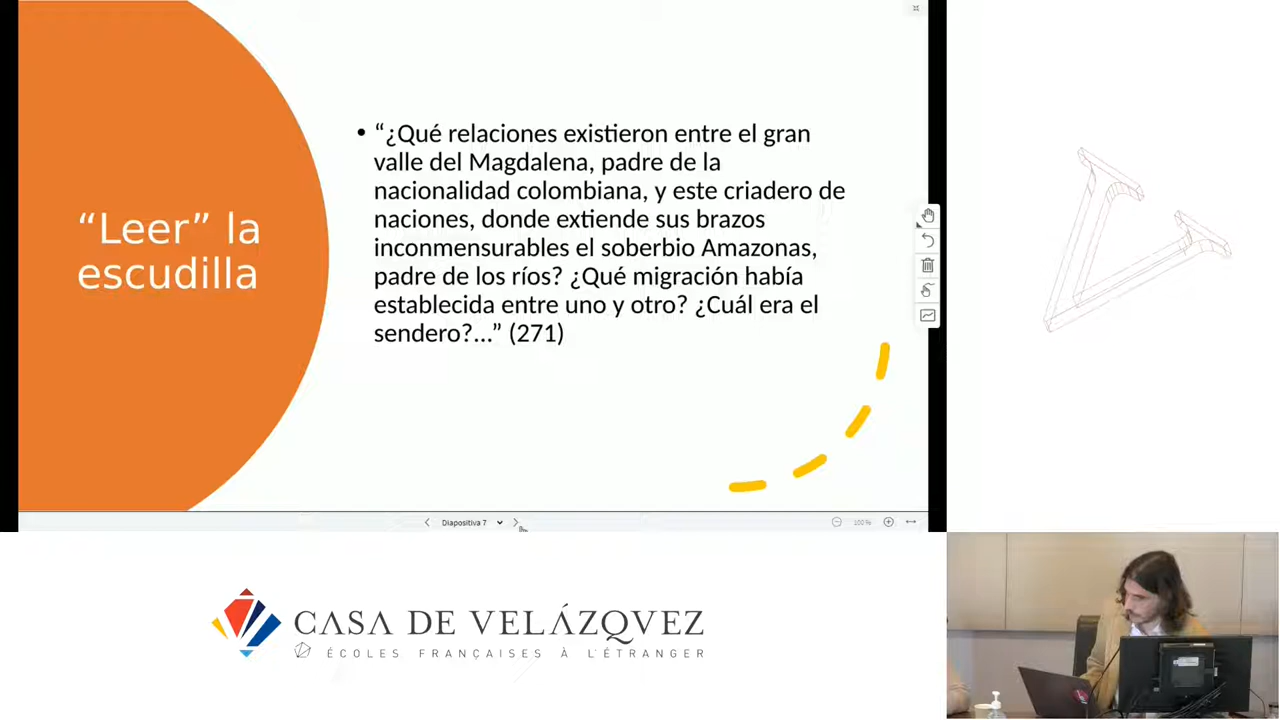 “Leer” la
escudilla
• “¿Qué relaciones existieron entre el gran
valle del Magdalena, padre de la
nacionalidad colombiana, y este criadero de
naciones, donde extiende sus brazos
inconmensurables el soberbio Amazonas,
padre de los ríos? ¿Qué migración había
establecida entre uno y otro? ¿Cuál era el
sendero?...” (271)
Diapositiva 7
100%
CASA DE VELÁZQVEZ
ÉCOLES FRANÇAISES À L'ÉTRANGER